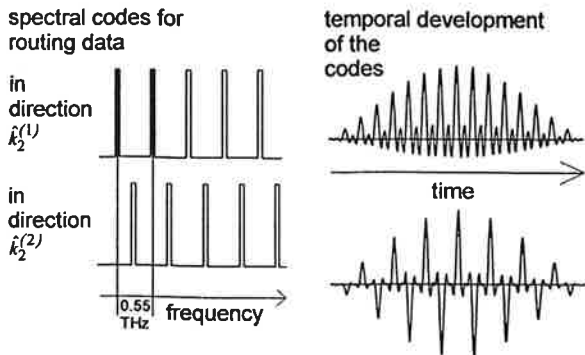 spectral codes for
routing data
in
direction
k̂₂⁽¹⁾
in
direction
k̂₂⁽²⁾
0.55
THz
frequency
temporal development
of the
codes
time